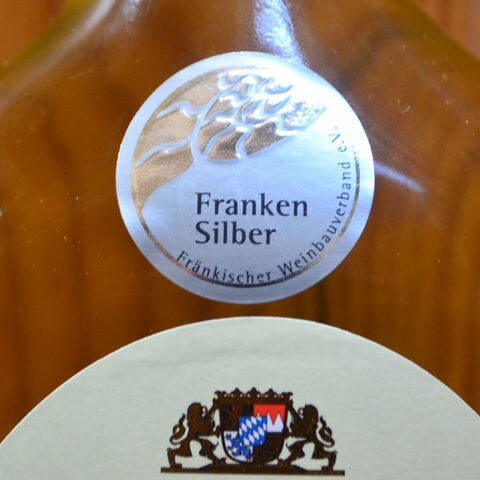 Franken
Silber
Fränkischer Weinbauverband e.V.